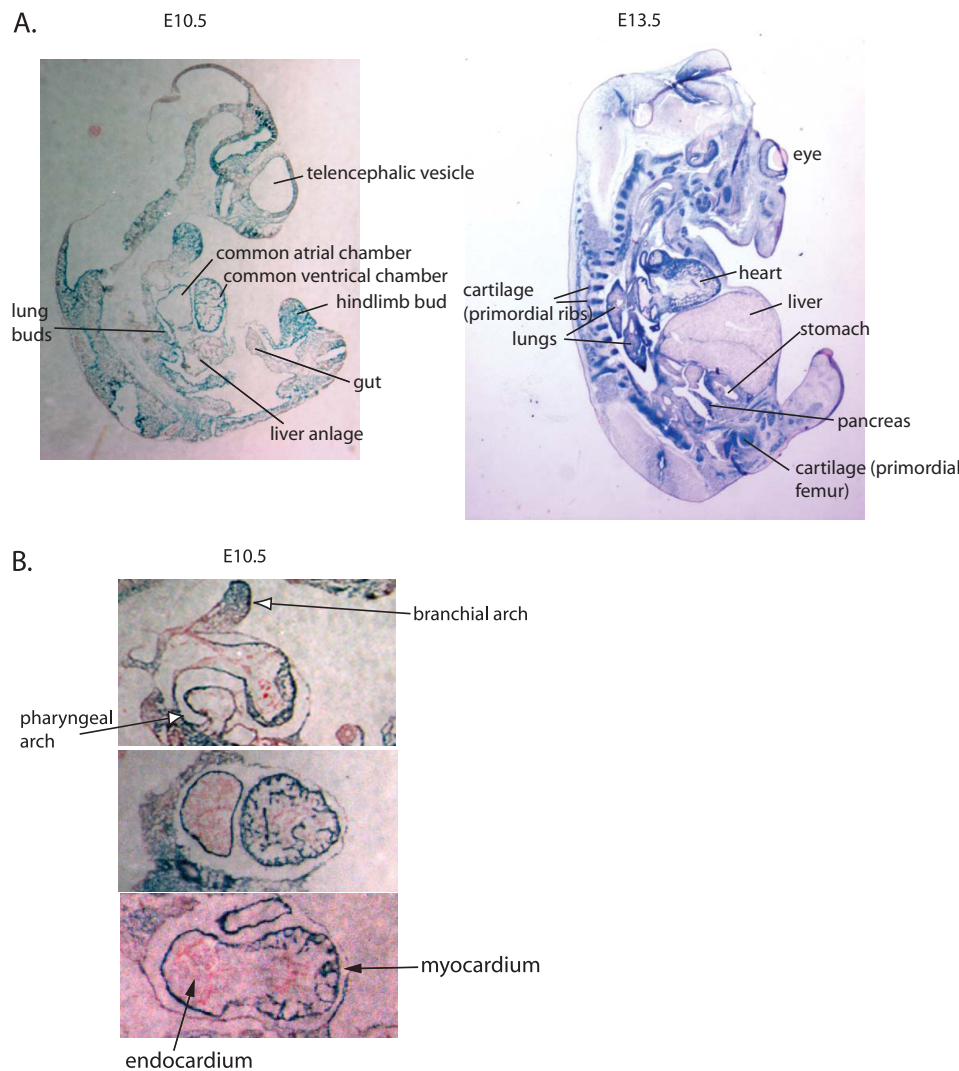 A.
E10.5
E13.5
telencephalic vesicle
common atrial chamber
common ventrical chamber
hindlimb bud
lung
buds
gut
liver anlage
eye
heart
cartilage
(primordial ribs)
liver
lungs
stomach
pancreas
cartilage (primordial
femur)
B.
E10.5
branchial arch
pharyngeal
arch
myocardium
endocardium